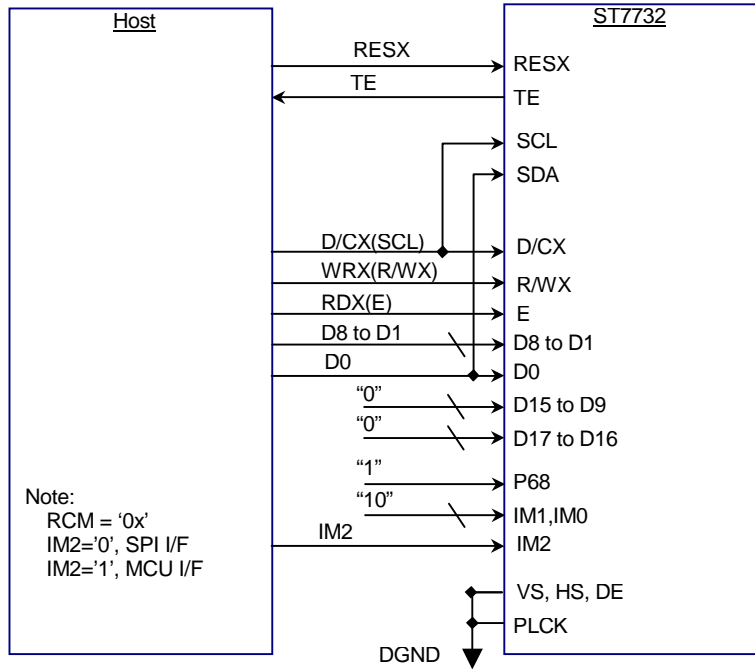 Host
ST7732
RESX
RESX
TE
TE
SCL
SDA
D/CX(SCL)
D/CX
WRX(R/WX)
R/WX
RDX(E)
E
D8 to D1
D8 to D1
D0
D0
“0”
D15 to D9
“0”
D17 to D16
“1”
P68
“10”
IM1,IM0
IM2
IM2
Note:
RCM = ‘0x’
IM2=’0’, SPI I/F
IM2=’1’, MCU I/F
VS, HS, DE
PLCK
DGND